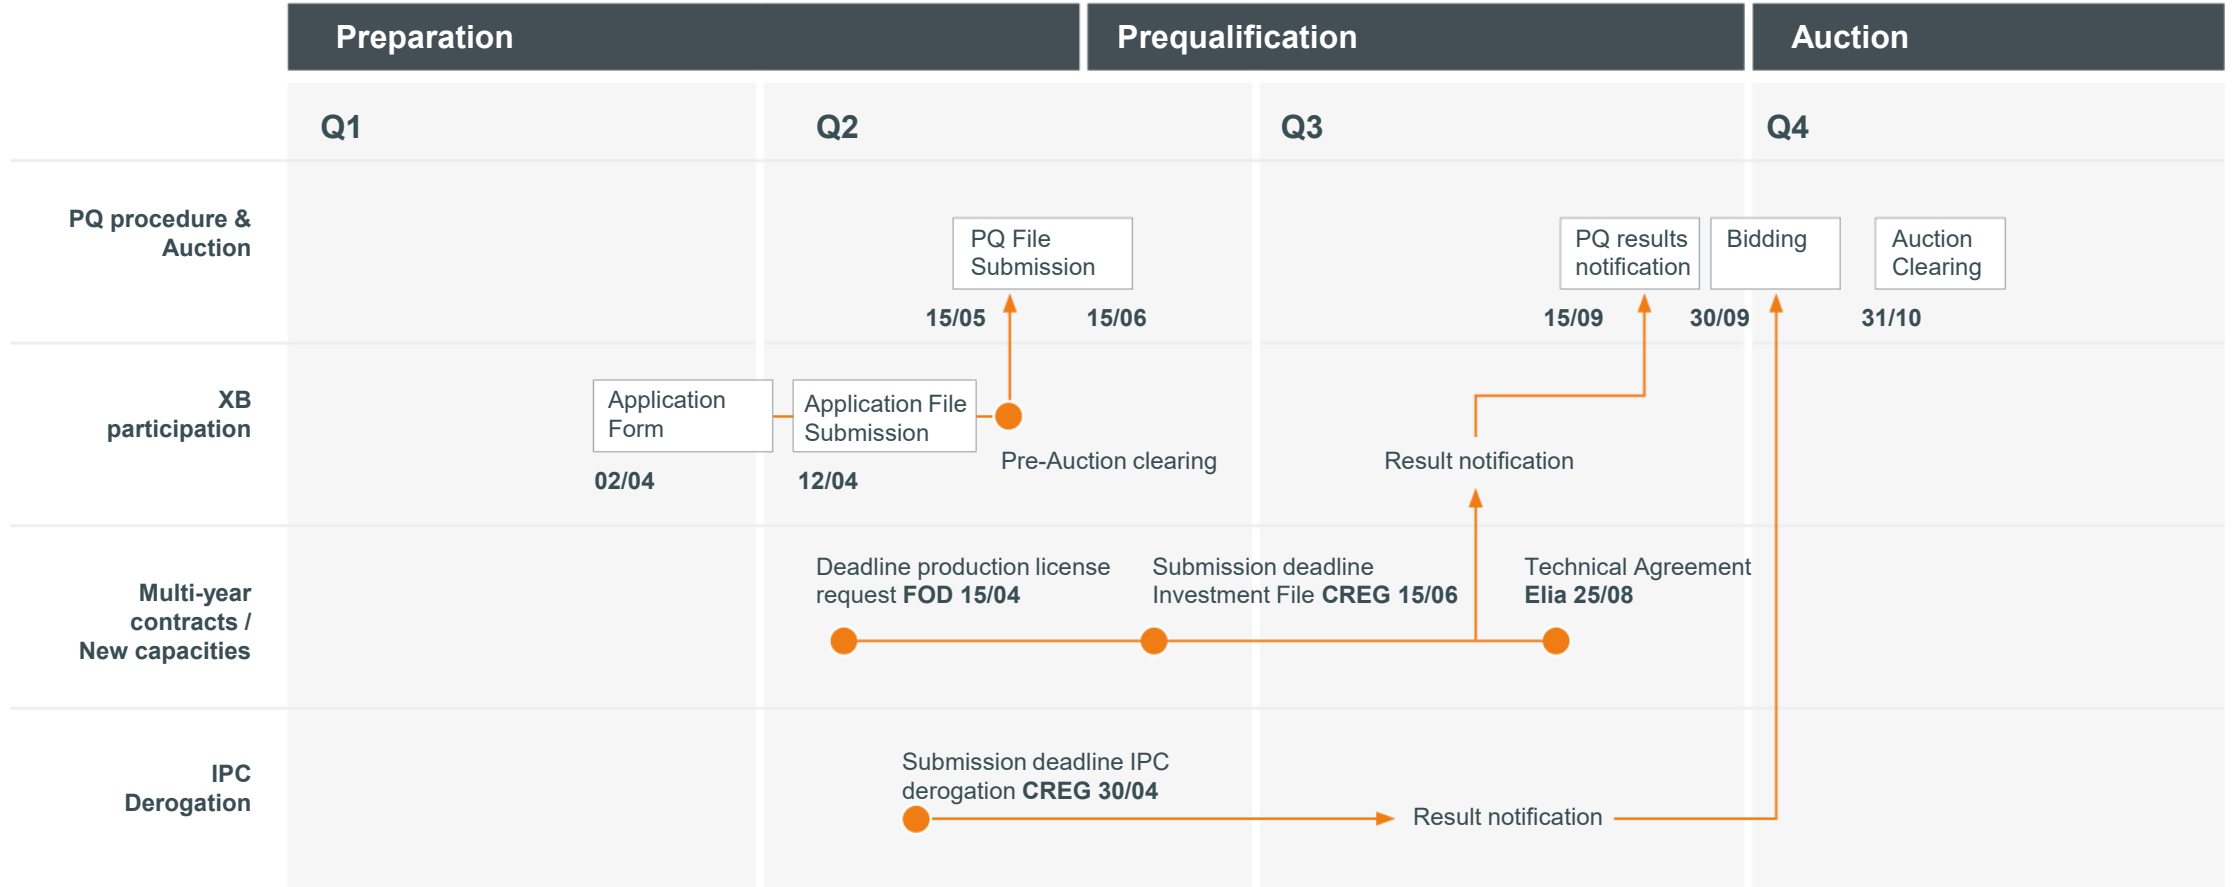 Preparation
Prequalification
Auction
Q1
Q2
Q3
Q4
PQ procedure &
Auction
PQ File
Submission
PQ results
notification
Bidding
Auction
Clearing
15/05
15/06
15/09
30/09
31/10
XB
participation
Application
Form
Application File
Submission
Pre-Auction clearing
Result notification
02/04
12/04
Multi-year
contracts /
New capacities
Deadline production license
request FOD 15/04
Submission deadline
Investment File CREG 15/06
Technical Agreement
Elia 25/08
IPC
Derogation
Submission deadline IPC
derogation CREG 30/04
Result notification